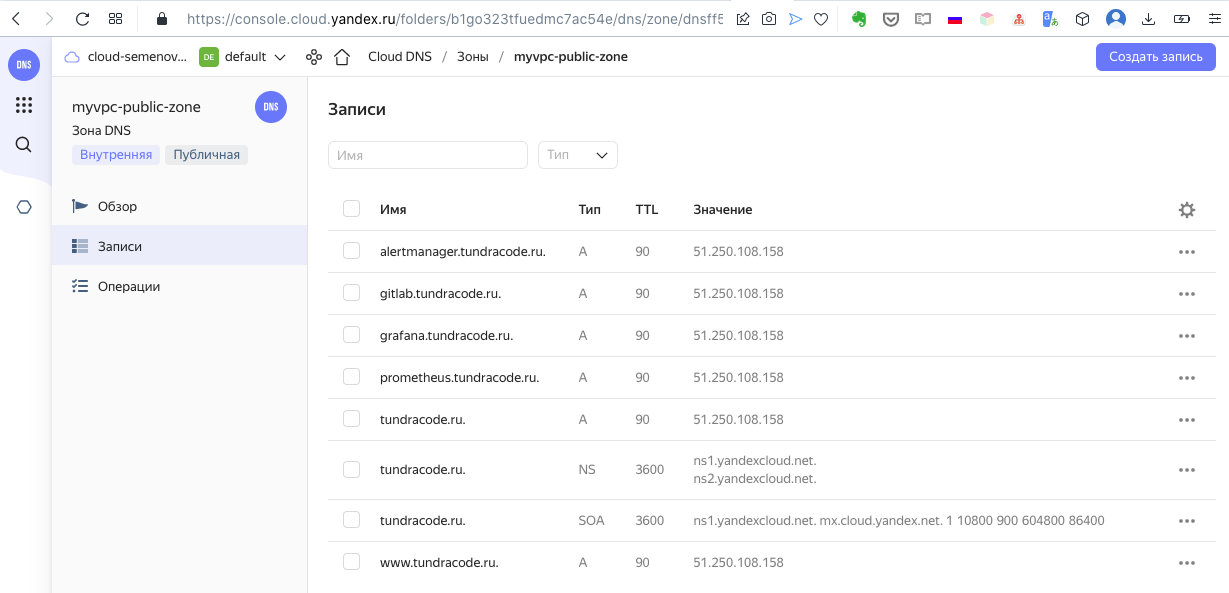 https://console.cloud.yandex.ru/folders/b1go323tfuedmc7ac54e/dns/zone/dnsff5
DNS
cloud-semenov... DE default Cloud DNS / Зоны / myvpc-public-zone Создать запись
myvpc-public-zone DNS
Зона DNS
Внутренняя Публичная
Обзор
Записи
Операции
Записи
Имя Тип
Имя Тип TTL Значение
alertmanager.tundracode.ru. A 90 51.250.108.158
gitlab.tundracode.ru. A 90 51.250.108.158
grafana.tundracode.ru. A 90 51.250.108.158
prometheus.tundracode.ru. A 90 51.250.108.158
tundracode.ru. A 90 51.250.108.158
tundracode.ru. NS 3600 ns1.yandexcloud.net.
ns2.yandexcloud.net.
tundracode.ru. SOA 3600 ns1.yandexcloud.net. mx.cloud.yandex.net. 1 10800 900 604800 86400
www.tundracode.ru. A 90 51.250.108.158